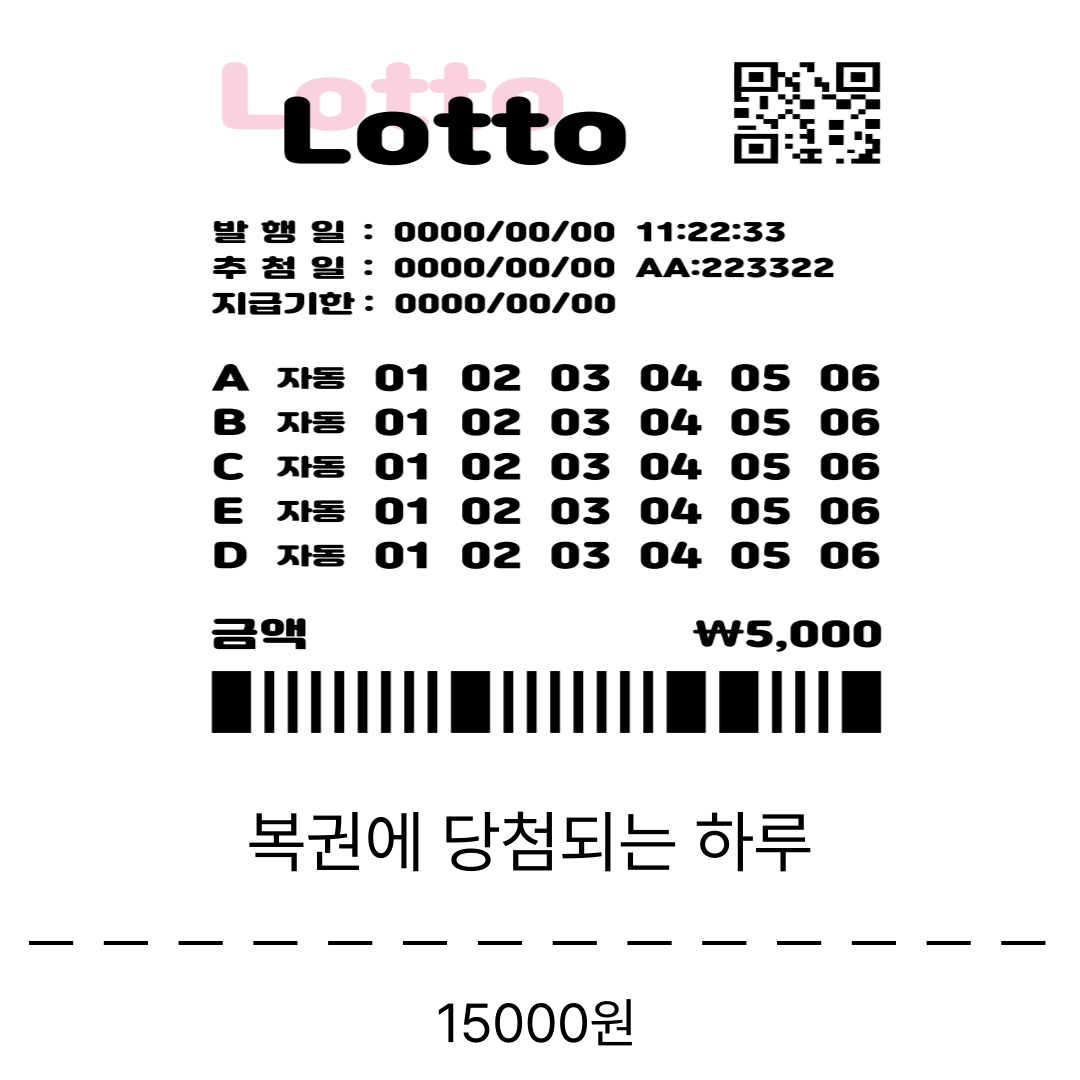 Lotto
Lotto
발 행 일 : 0000/00/00 11:22:33
추 첨 일 : 0000/00/00 AA:223322
지급기한 : 0000/00/00
A 자동 01 02 03 04 05 06
B 자동 01 02 03 04 05 06
C 자동 01 02 03 04 05 06
E 자동 01 02 03 04 05 06
D 자동 01 02 03 04 05 06
금액 ₩5,000
복권에 당첨되는 하루
15000원